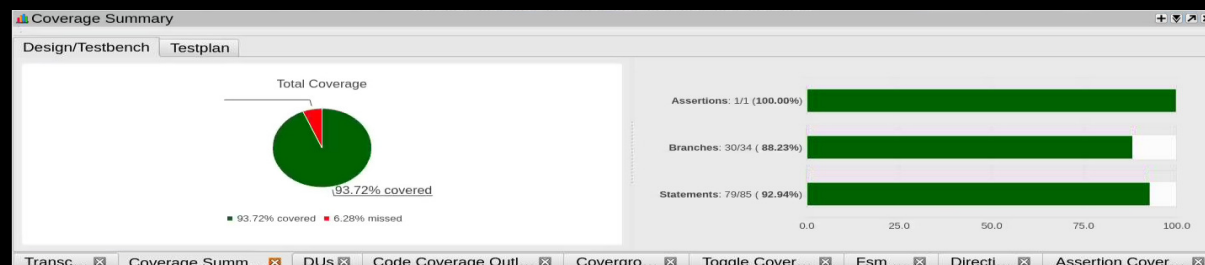 Coverage Summary
Design/Testbench Testplan
Total Coverage
93.72% covered
93.72% covered 6.28% missed
Assertions: 1/1 (100.00%)
Branches: 30/34 ( 88.23%)
Statements: 79/85 ( 92.94%)
0.0 25.0 50.0 75.0 100.0
Transc... Coverage Summ... DUs Code Coverage Outl... Covergro... Toggle Cover... Fsm ... Directi... Assertion Cover...